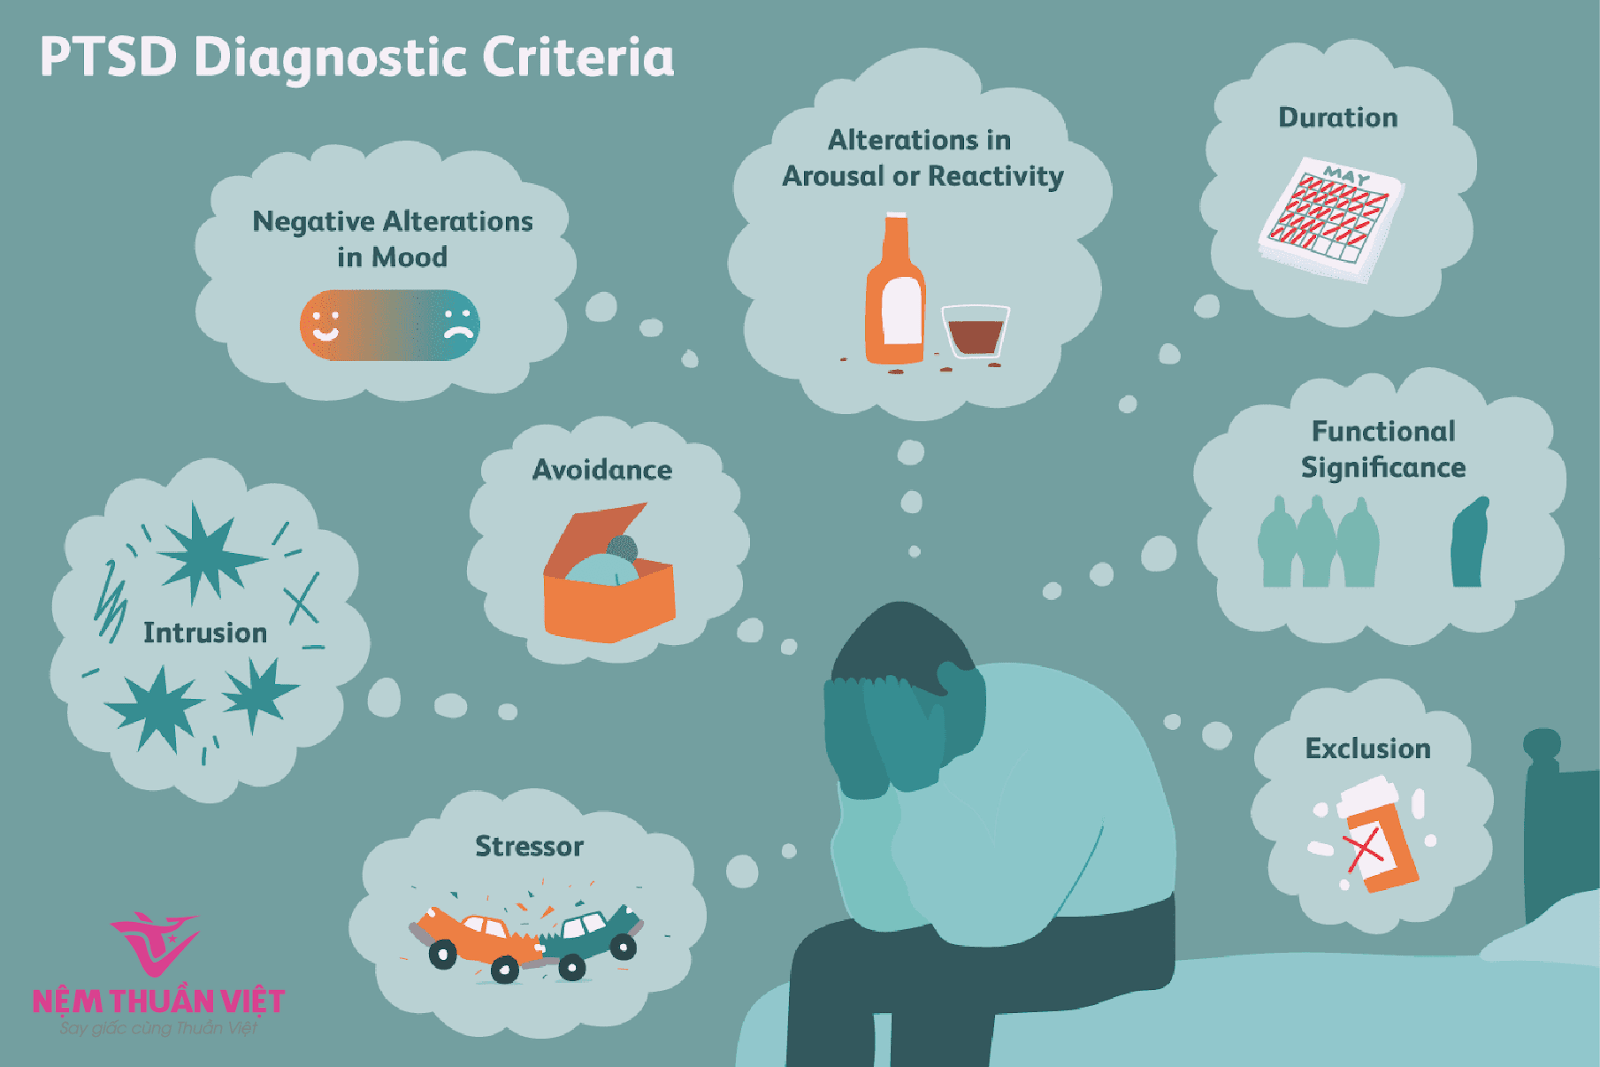 PTSD Diagnostic Criteria
Negative Alterations
in Mood
Alterations in
Arousal or Reactivity
Duration
MAY
Avoidance
Functional
Significance
Intrusion
Exclusion
Stressor
NỆM THUẦN VIỆT
Say giấc cùng Thuần Việt